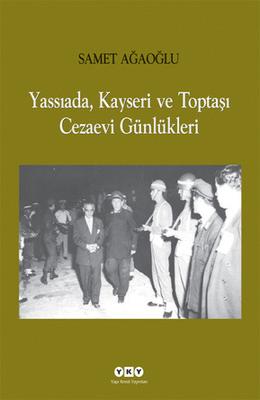 SAMET AĞAOĞLU
Yassıada, Kayseri ve Toptaşı
Cezaevi Günlükleri
YKY
Yapı Kredi Yayınları